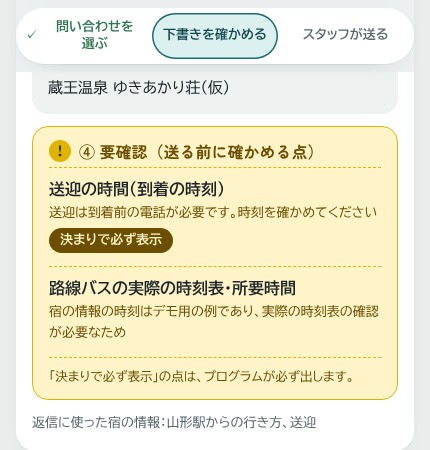 ✓ 問い合わせを
選ぶ
下書きを確かめる
スタッフが送る
蔵王温泉 ゆきあかり荘（仮）
! ④ 要確認（送る前に確かめる点）
送迎の時間（到着の時刻）
送迎は到着前の電話が必要です。時刻を確かめてください
決まりで必ず表示
路線バスの実際の時刻表・所要時間
宿の情報の時刻はデモ用の例であり、実際の時刻表の確認
が必要なため
「決まりで必ず表示」の点は、プログラムが必ず出します。
返信に使った宿の情報：山形駅からの行き方、送迎